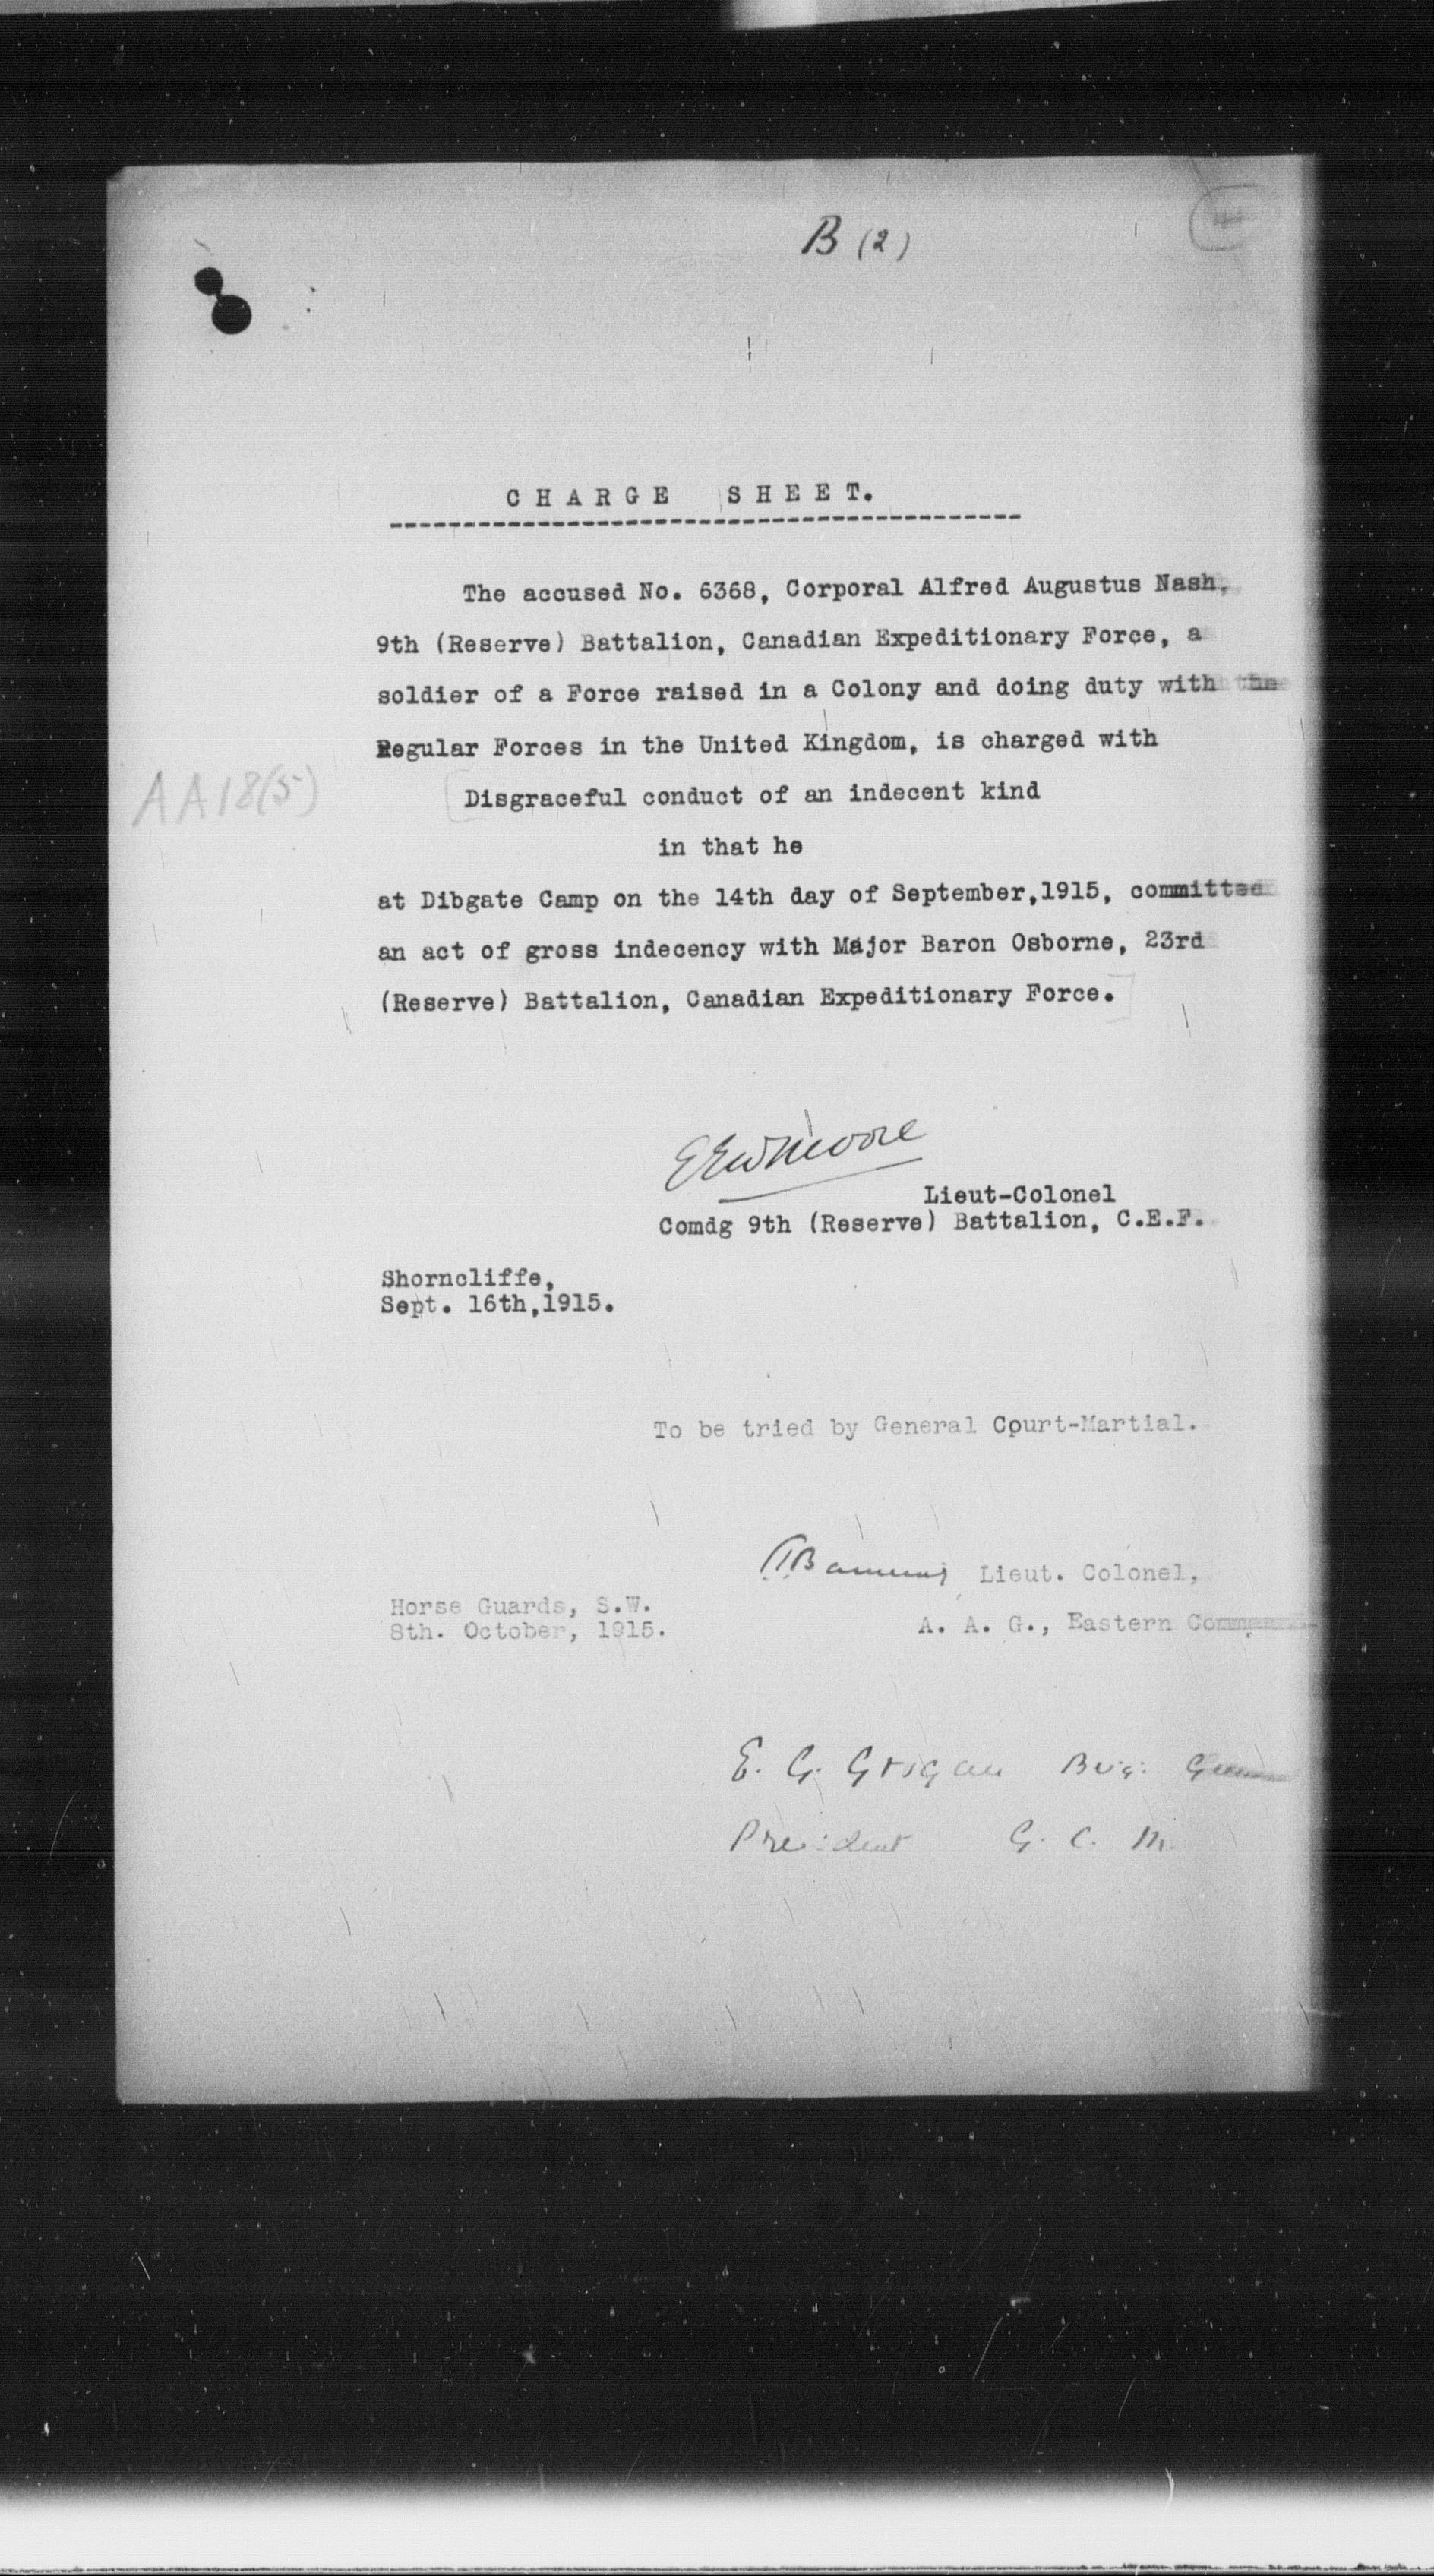 B (2)
CHARGE SHEET.
The accused No. 6368, Corporal Alfred Augustus Nash,
9th (Reserve) Battalion, Canadian Expeditionary Force, a
soldier of a Force raised in a Colony and doing duty with the
Regular Forces in the United Kingdom, is charged with
AA18(5)
Disgraceful conduct of an indecent kind
in that he
at Dibgate Camp on the 14th day of September,1915, committed
an act of gross indecency with Major Baron Osborne, 23rd
(Reserve) Battalion, Canadian Expeditionary Force.
Moore
Lieut-Colonel
Comdg 9th (Reserve) Battalion, C.E.F.
Shorncliffe,
Sept. 16th,1915.
To be tried by General Court-Martial.
Lieut. Colonel,
Horse Guards, S.W.
8th. October, 1915.
A. A. G., Eastern Command.
E. G. Grogan Brig: Genl
President G. C. M.